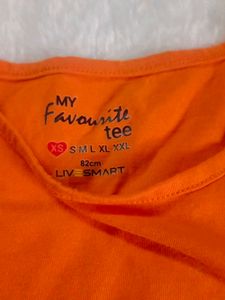 MY
Favourite
tee
XS S M L XL XXL
82cm
LIVESMART